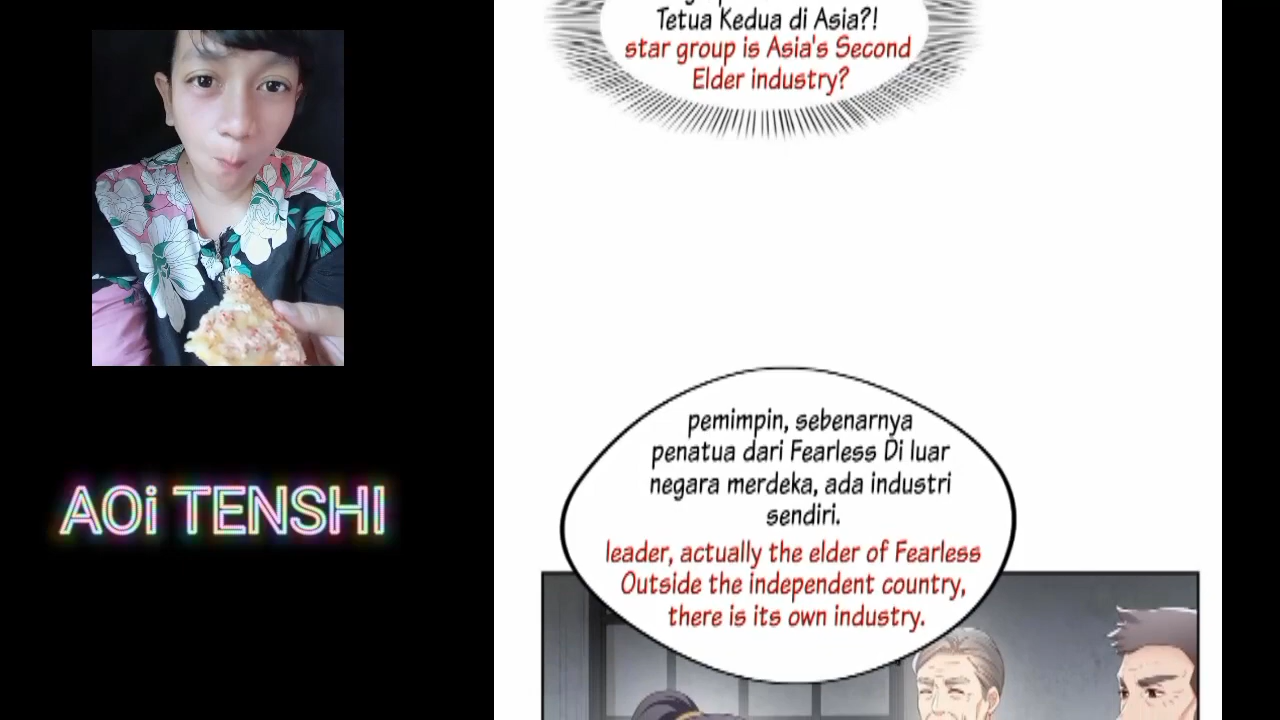 Tetua Kedua di Asia?!
star group is Asia's Second
Elder industry?
pemimpin, sebenarnya
penatua dari Fearless Di luar
negara merdeka, ada industri
sendiri.
leader, actually the elder of Fearless
Outside the independent country,
there is its own industry.
AOi TENSHI